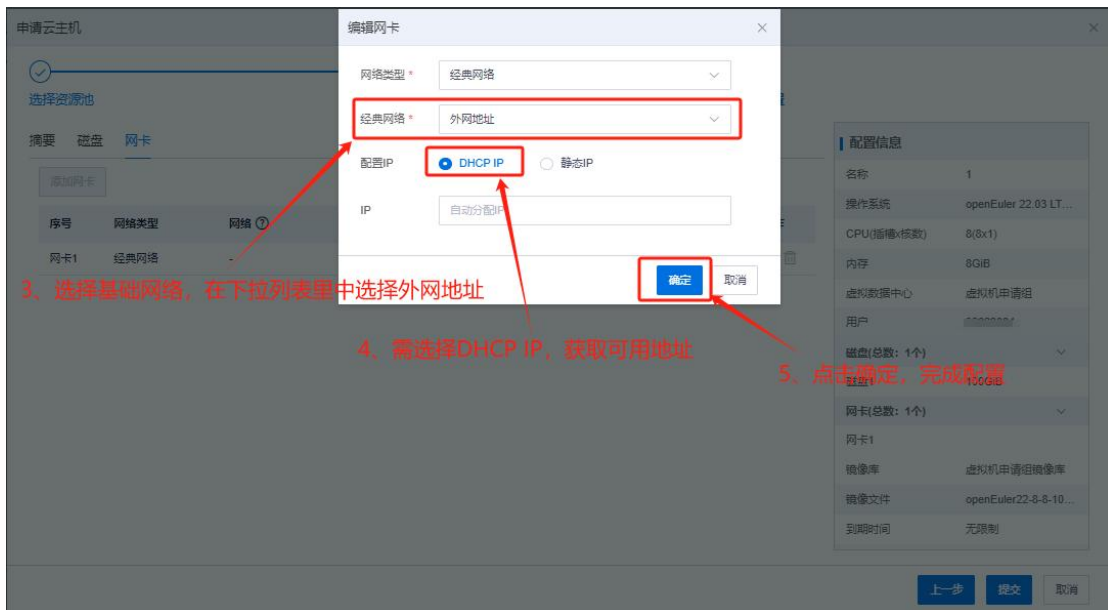 申请云主机
编辑网卡
网络类型 * 经典网络
选择资源池
经典网络 * 外网地址
摘要 磁盘 网卡
配置IP DHCP IP 静态IP
添加网卡
IP 自动分配IP
序号 网络类型 网络
网卡1 经典网络 -
确定 取消
3、选择基础网络，在下拉列表里中选择外网地址
4、需选择DHCP IP，获取可用地址
5、点击确定，完成配置
配置信息
名称 1
操作系统 openEuler 22.03 LT...
CPU(插槽x核数) 8(8x1)
内存 8GiB
虚拟数据中心 虚拟机申请组
用户
磁盘(总数：1个)
磁盘1 100GiB
网卡(总数：1个)
网卡1
镜像库 虚拟机申请组镜像库
镜像文件 openEuler22-8-8-10...
到期时间 无限制
上一步 提交 取消